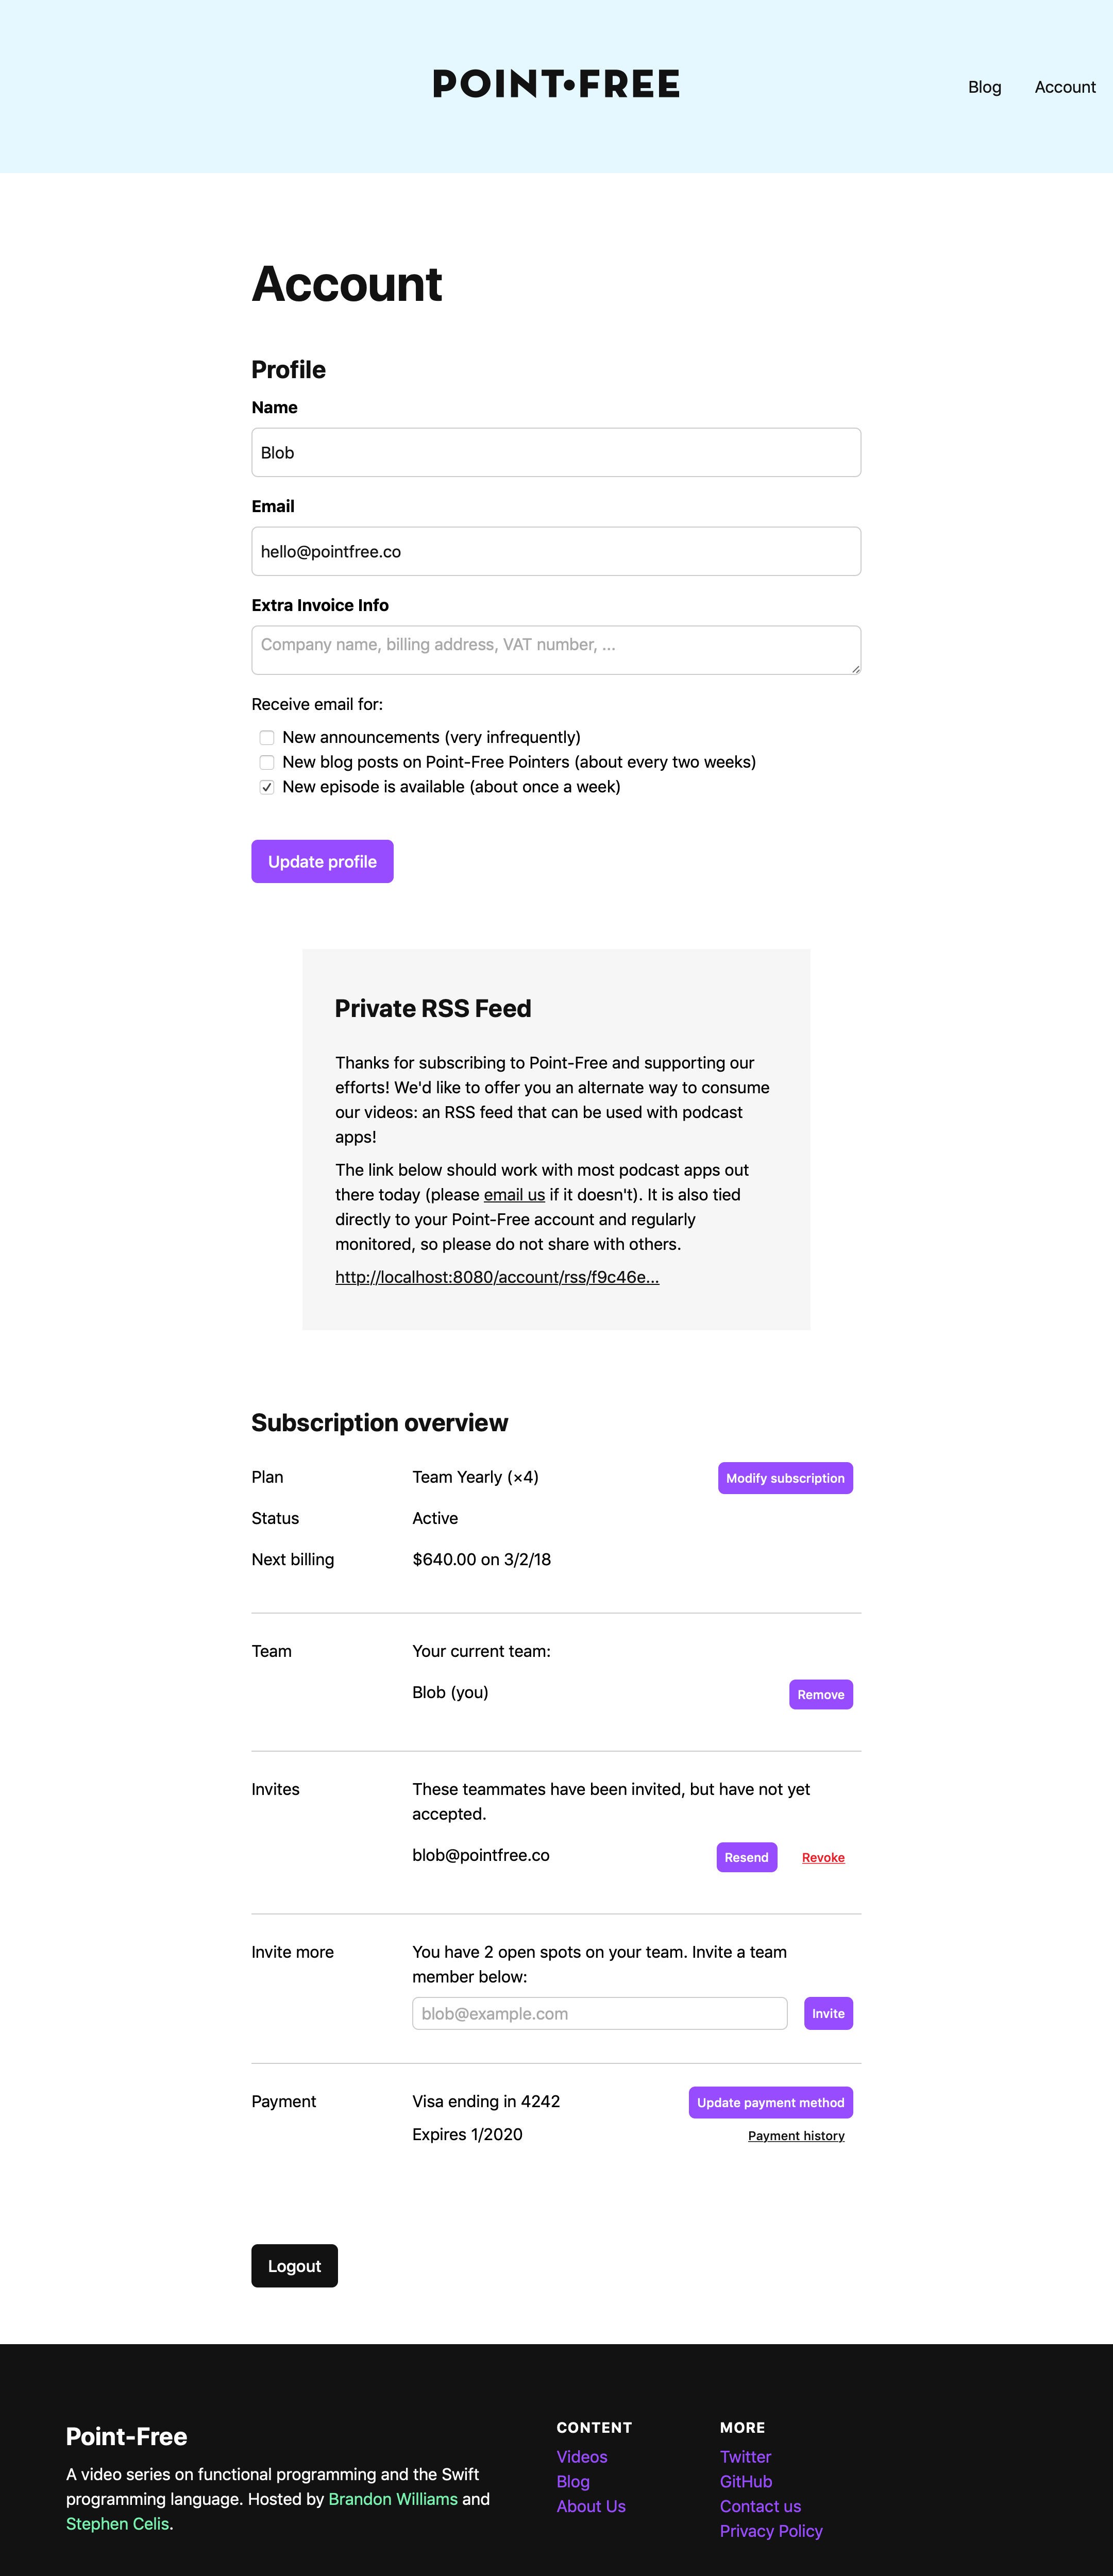 POINT•FREE
Blog Account
Account
Profile
Name
Blob
Email
hello@pointfree.co
Extra Invoice Info
Company name, billing address, VAT number, ...
Receive email for:
New announcements (very infrequently)
New blog posts on Point-Free Pointers (about every two weeks)
New episode is available (about once a week)
Update profile
Private RSS Feed
Thanks for subscribing to Point-Free and supporting our
efforts! We'd like to offer you an alternate way to consume
our videos: an RSS feed that can be used with podcast
apps!
The link below should work with most podcast apps out
there today (please email us if it doesn't). It is also tied
directly to your Point-Free account and regularly
monitored, so please do not share with others.
http://localhost:8080/account/rss/f9c46e...
Subscription overview
Plan Team Yearly (×4) Modify subscription
Status Active
Next billing $640.00 on 3/2/18
Team Your current team:
Blob (you) Remove
Invites These teammates have been invited, but have not yet
accepted.
blob@pointfree.co Resend Revoke
Invite more You have 2 open spots on your team. Invite a team
member below:
blob@example.com Invite
Payment Visa ending in 4242 Update payment method
Expires 1/2020 Payment history
Logout
Point-Free
A video series on functional programming and the Swift
programming language. Hosted by Brandon Williams and
Stephen Celis.
CONTENT
Videos
Blog
About Us
MORE
Twitter
GitHub
Contact us
Privacy Policy